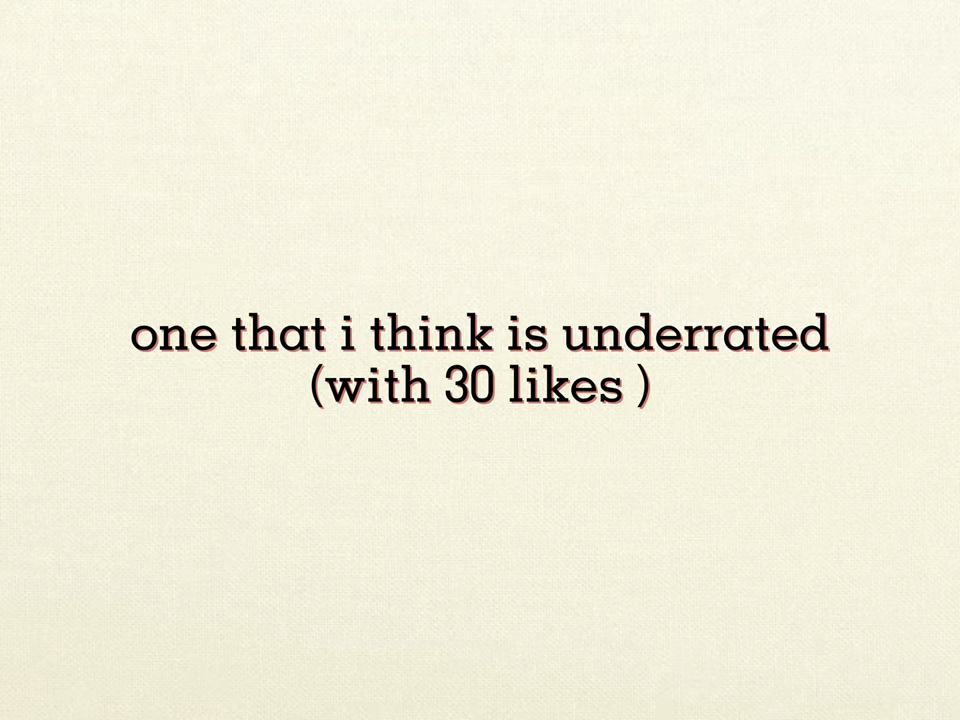 one that i think is underrated
(with 30 likes )